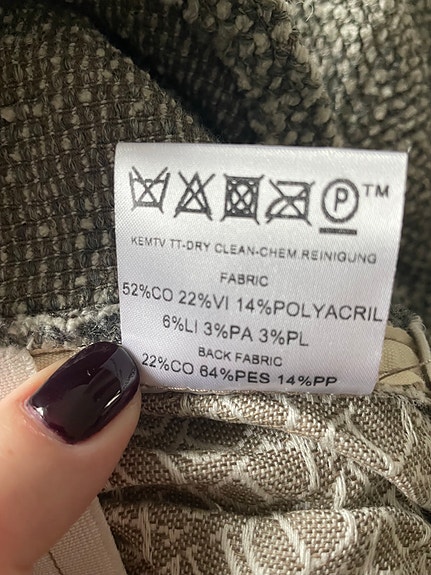 P™
KEMTV TT-DRY CLEAN-CHEM.REINIGUNG
FABRIC
52%CO 22%VI 14%POLYACRIL
6%LI 3%PA 3%PL
BACK FABRIC
22%CO 64%PES 14%PP